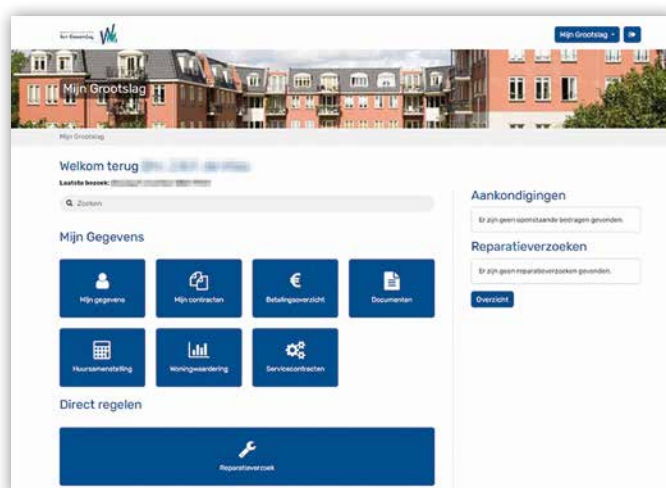 Het Grootslag
Mijn Grootslag
Mijn Grootslag
Mijn Grootslag
Welkom terug
Laatste bezoek:
Zoeken
Mijn Gegevens
Mijn gegevens
Mijn contracten
Betalingsoverzicht
Documenten
Huursamenstelling
Woningwaardering
Servicecontracten
Direct regelen
Reparatieverzoek
Aankondigingen
Er zijn geen openstaande bedragen gevonden.
Reparatieverzoeken
Er zijn geen reparatieverzoeken gevonden.
Overzicht